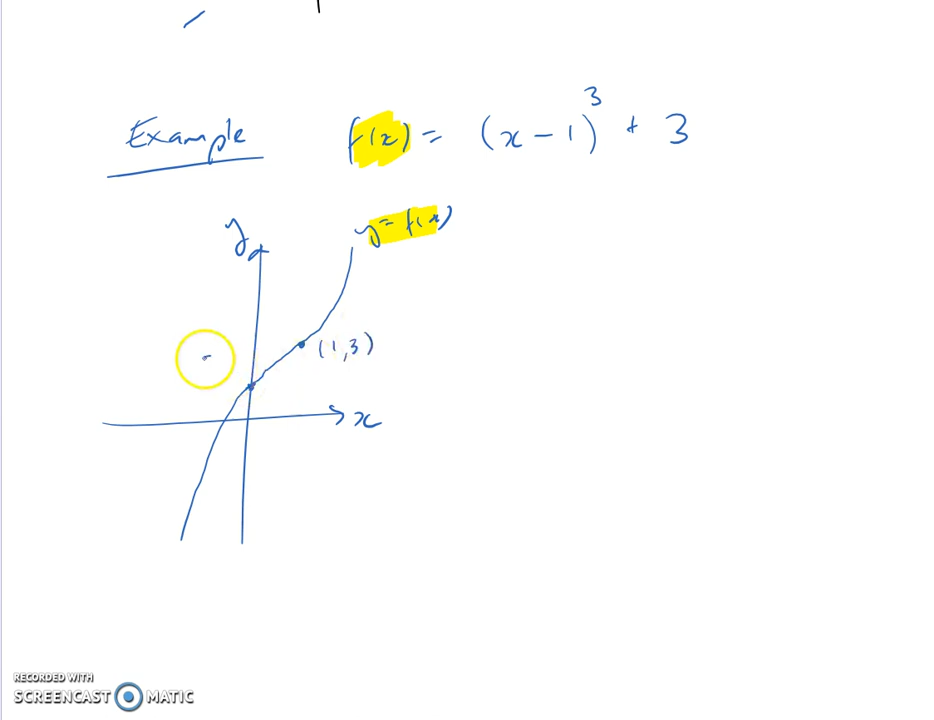 Example f(x) = (x - 1)³ + 3
y
y = f(x)
(1,3)
x
RECORDED WITH
SCREENCAST MATIC